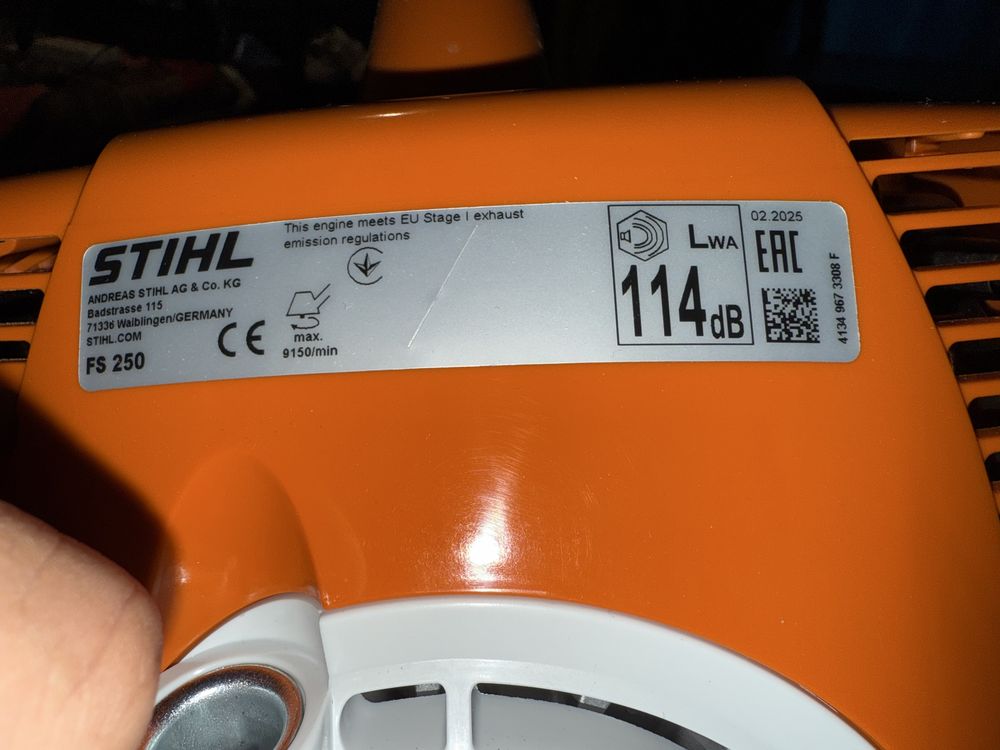 STIHL
ANDREAS STIHL AG & Co. KG
Badstrasse 115
71336 Waiblingen/GERMANY
STIHL.COM
FS 250
CE
This engine meets EU Stage I exhaust
emission regulations
max.
9150/min
LWA
114dB
02.2025
EAC
4134 967 3308 F